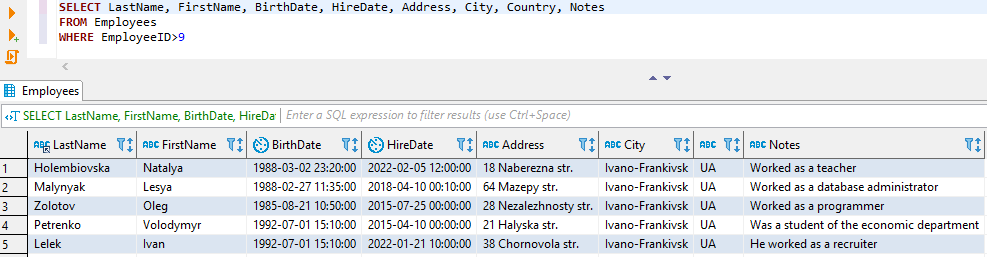 SELECT LastName, FirstName, BirthDate, HireDate, Address, City, Country, Notes
FROM Employees
WHERE EmployeeID>9
Employees
SELECT LastName, FirstName, BirthDate, HireDa Enter a SQL expression to filter results (use Ctrl+Space)
ABC LastName ABC FirstName BirthDate HireDate ABC Address ABC City ABC ABC Notes
1 Holembiovska Natalya 1988-03-02 23:20:00 2022-02-05 12:00:00 18 Naberezna str. Ivano-Frankivsk UA Worked as a teacher
2 Malynyak Lesya 1988-02-27 11:35:00 2018-04-10 00:10:00 64 Mazepy str. Ivano-Frankivsk UA Worked as a database administrator
3 Zolotov Oleg 1985-08-21 10:50:00 2015-07-25 00:00:00 28 Nezalezhnosty str. Ivano-Frankivsk UA Worked as a programmer
4 Petrenko Volodymyr 1992-07-01 15:10:00 2015-04-10 00:00:00 21 Halyska str. Ivano-Frankivsk UA Was a student of the economic department
5 Lelek Ivan 1992-07-01 15:10:00 2022-01-21 10:00:00 38 Chornovola str. Ivano-Frankivsk UA He worked as a recruiter